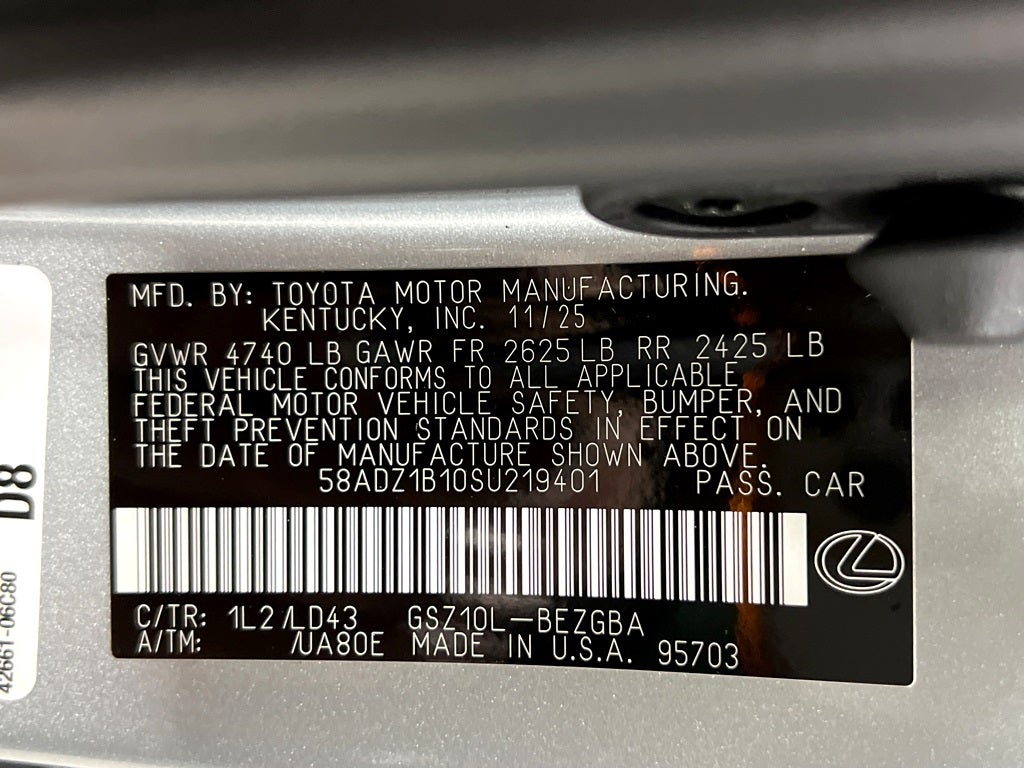 MFD. BY: TOYOTA MOTOR MANUFACTURING.
KENTUCKY, INC. 11/25
GVWR 4740 LB GAWR FR 2625 LB RR 2425 LB
THIS VEHICLE CONFORMS TO ALL APPLICABLE
FEDERAL MOTOR VEHICLE SAFETY, BUMPER, AND
THEFT PREVENTION STANDARDS IN EFFECT ON
THE DATE OF MANUFACTURE SHOWN ABOVE.
58ADZ1B10SU219401 PASS. CAR
C/TR: 1L2/LD43 GSZ10L-BEZGBA
A/TM: /UA80E MADE IN U.S.A. 95703
D8
42661-06C80